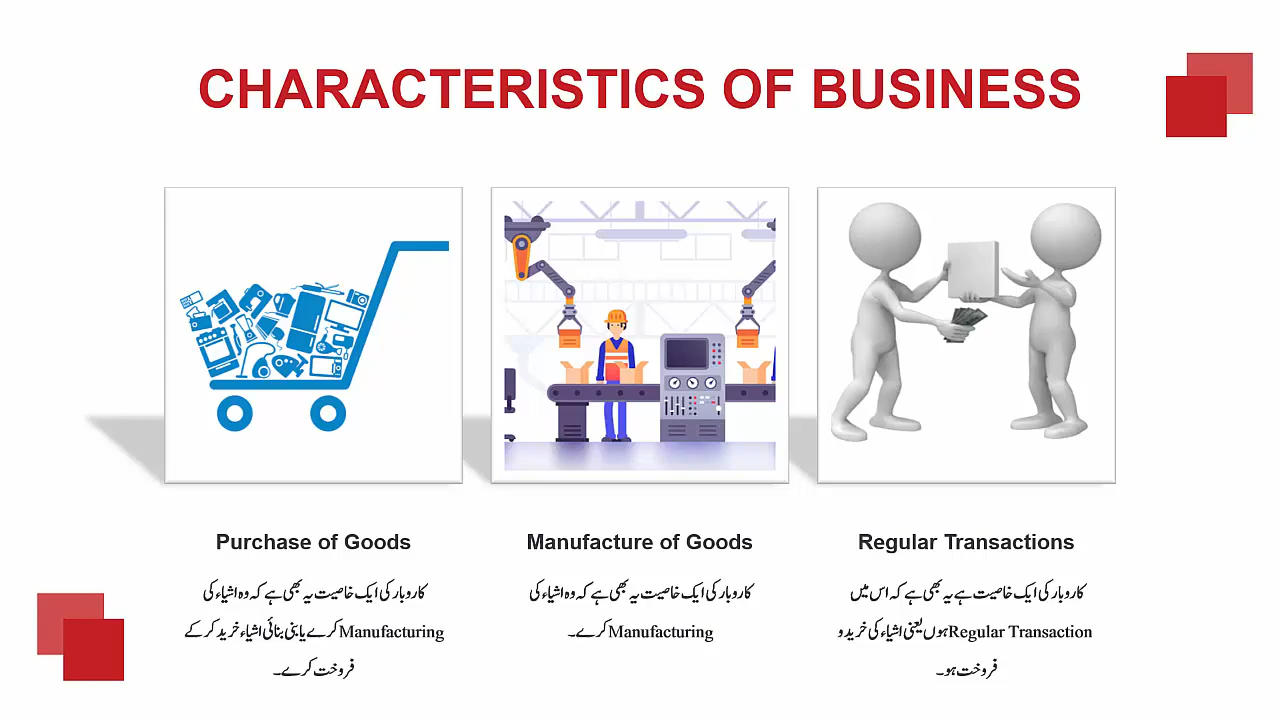 CHARACTERISTICS OF BUSINESS
Purchase of Goods
کاروبار کی ایک خاصیت یہ بھی ہے کہ وہ اشیاء کی
Manufacturing کرے یا بنی بنائی اشیاء خرید کر کے
فروخت کرے۔
Manufacture of Goods
کاروبار کی ایک خاصیت یہ بھی ہے کہ وہ اشیاء کی
Manufacturing کرے۔
Regular Transactions
کاروبار کی ایک خاصیت ہے یہ بھی ہے کہ اس میں
Regular Transaction ہوں یعنی اشیاء کی خرید و
فروخت ہو۔